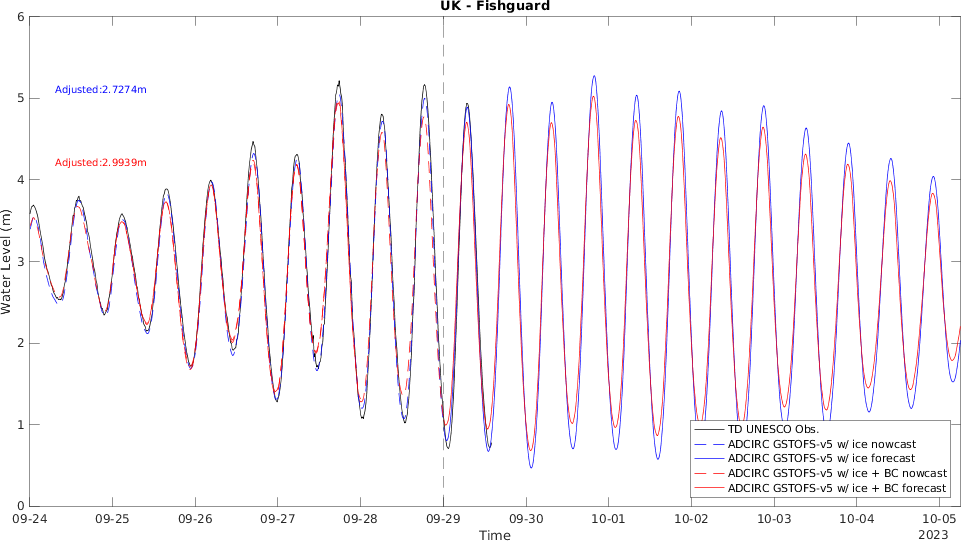 UK - Fishguard
6
5
4
3
2
1
0
Water Level (m)
Adjusted:2.7274m
Adjusted:2.9939m
TD UNESCO Obs.
ADCIRC GSTOFS-v5 w/ ice nowcast
ADCIRC GSTOFS-v5 w/ ice forecast
ADCIRC GSTOFS-v5 w/ ice + BC nowcast
ADCIRC GSTOFS-v5 w/ ice + BC forecast
09-24 09-25 09-26 09-27 09-28 09-29 09-30 10-01 10-02 10-03 10-04 10-05
Time
2023